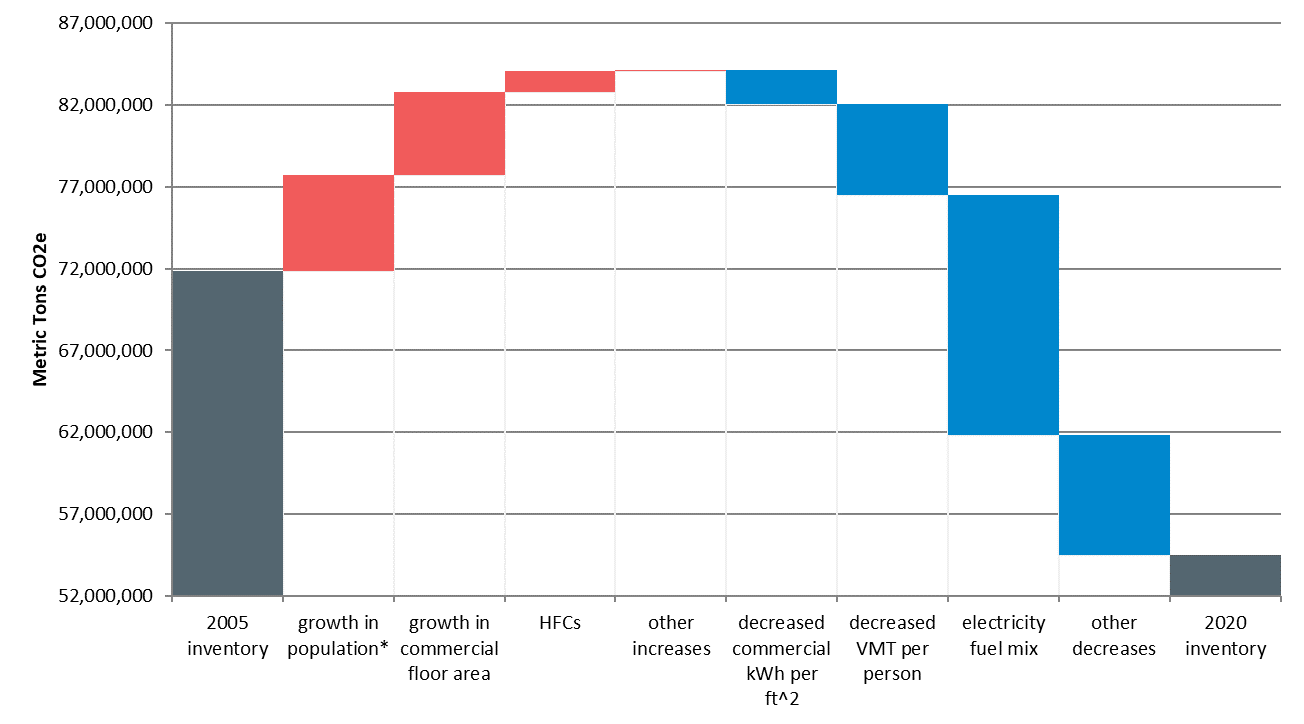 87,000,000
82,000,000
77,000,000
72,000,000
67,000,000
62,000,000
57,000,000
52,000,000
Metric Tons CO2e
2005
inventory
growth in
population*
growth in
commercial
floor area
HFCs
other
increases
decreased
commercial
kWh per
ft^2
decreased
VMT per
person
electricity
fuel mix
other
decreases
2020
inventory